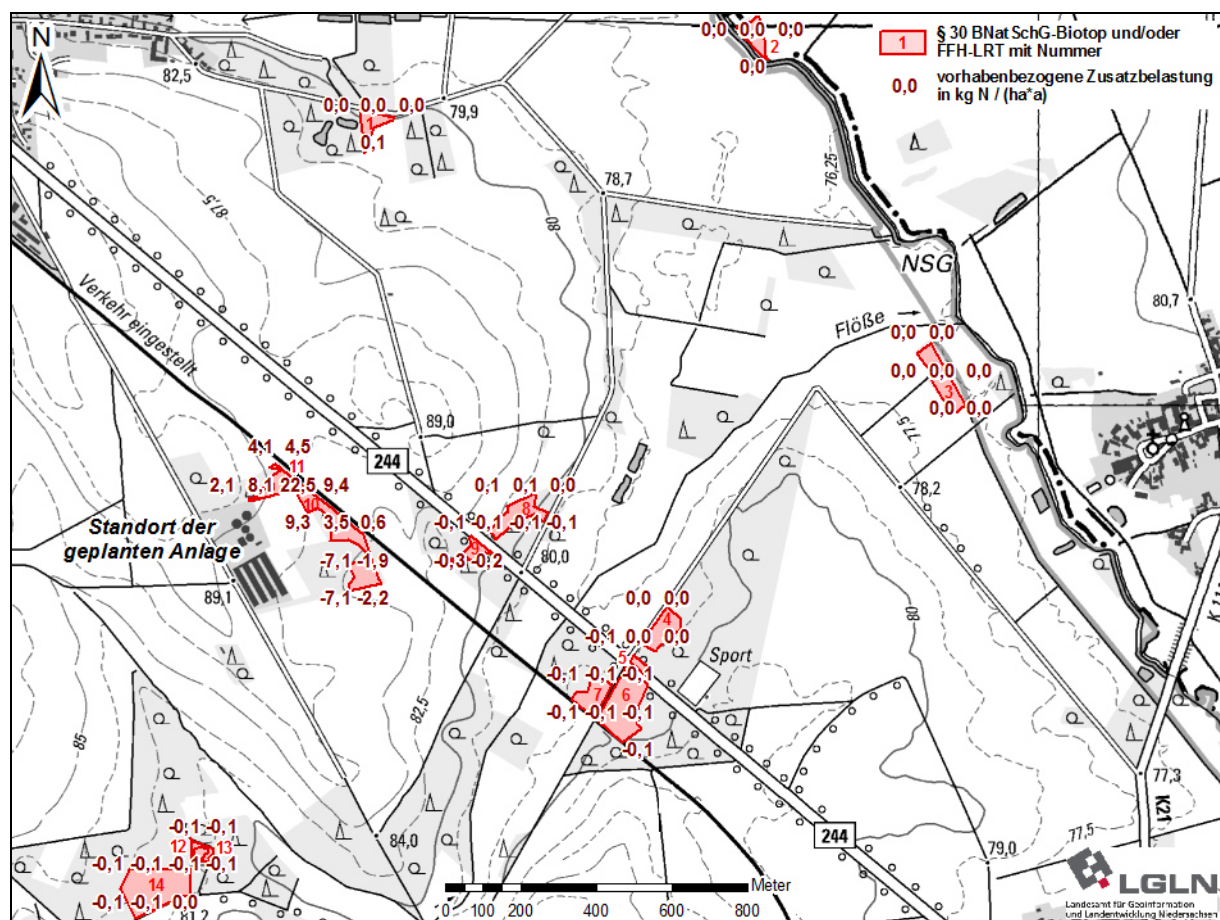 N
0,0 0,0 0,0
2
0,0
1
§ 30 BNatSchG-Biotop und/oder
FFH-LRT mit Nummer
0,0
vorhabenbezogene Zusatzbelastung
in kg N / (ha*a)
82,5
0,0 0,0 0,0
79,9
1
0,1
78,7
76,25
87,5
80
NSG
80,7
Verkehr eingestellt
Flöße
0,0 0,0
0,0 0,0 0,0
3
0,0 0,0
77,5
89,0
244
4,1 4,5
11
2,1 8,1 22,5 9,4
10
9,3 3,5 0,6
-7,1 -1,9
-7,1 -2,2
0,1 0,1 0,0
8
-0,1 -0,1 -0,1 -0,1
9
-0,3 -0,2
80,0
78,2
Standort der
geplanten Anlage
89,1
0,0 0,0
4
-0,1 0,0 0,0
5
Sport
-0,1 -0,1 -0,1
7
6
-0,1 -0,1 -0,1
-0,1
80
82,5
85
K21
77,3
77,5
244
79,0
84,0
-0,1 -0,1
12
13
-0,1 -0,1 -0,1 -0,1
14
-0,1 -0,1 0,0
81,2
Meter
0 100 200 400 600 800
LGLN
Landesamt für Geoinformation
und Landentwicklung Niedersachsen